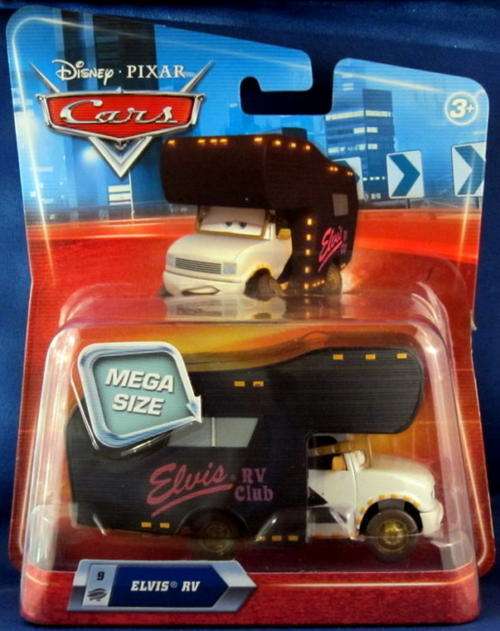 Disney · PIXAR
Cars
3+
Elvis
MEGA
SIZE
Elvis® RV
Club
9
ELVIS® RV